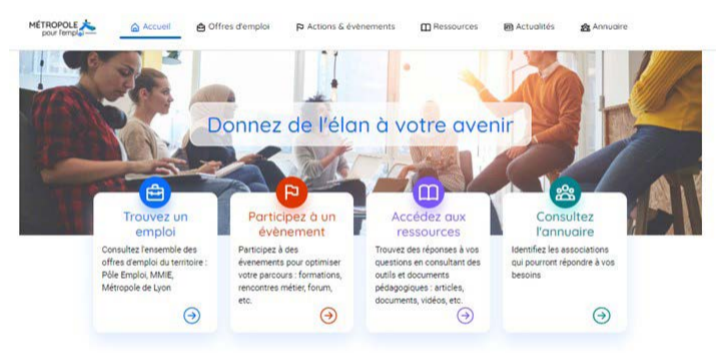 MÉTROPOLE
pour l'emploi
Accueil
Offres d'emploi
Actions & évènements
Ressources
Actualités
Annuaire
Donnez de l'élan à votre avenir
Trouvez un
emploi
Consultez l'ensemble des
offres d'emploi du territoire :
Pôle Emploi, MMIE,
Métropole de Lyon
Participez à un
évènement
Participez à des
évenements pour optimiser
votre parcours : formations,
rencontres métier, forum,
etc.
Accédez aux
ressources
Trouvez des réponses à vos
questions en consultant des
outils et documents
pédagogiques : articles,
documents, vidéos, etc.
Consultez
l'annuaire
Identifiez les associations
qui pourront répondre à vos
besoins